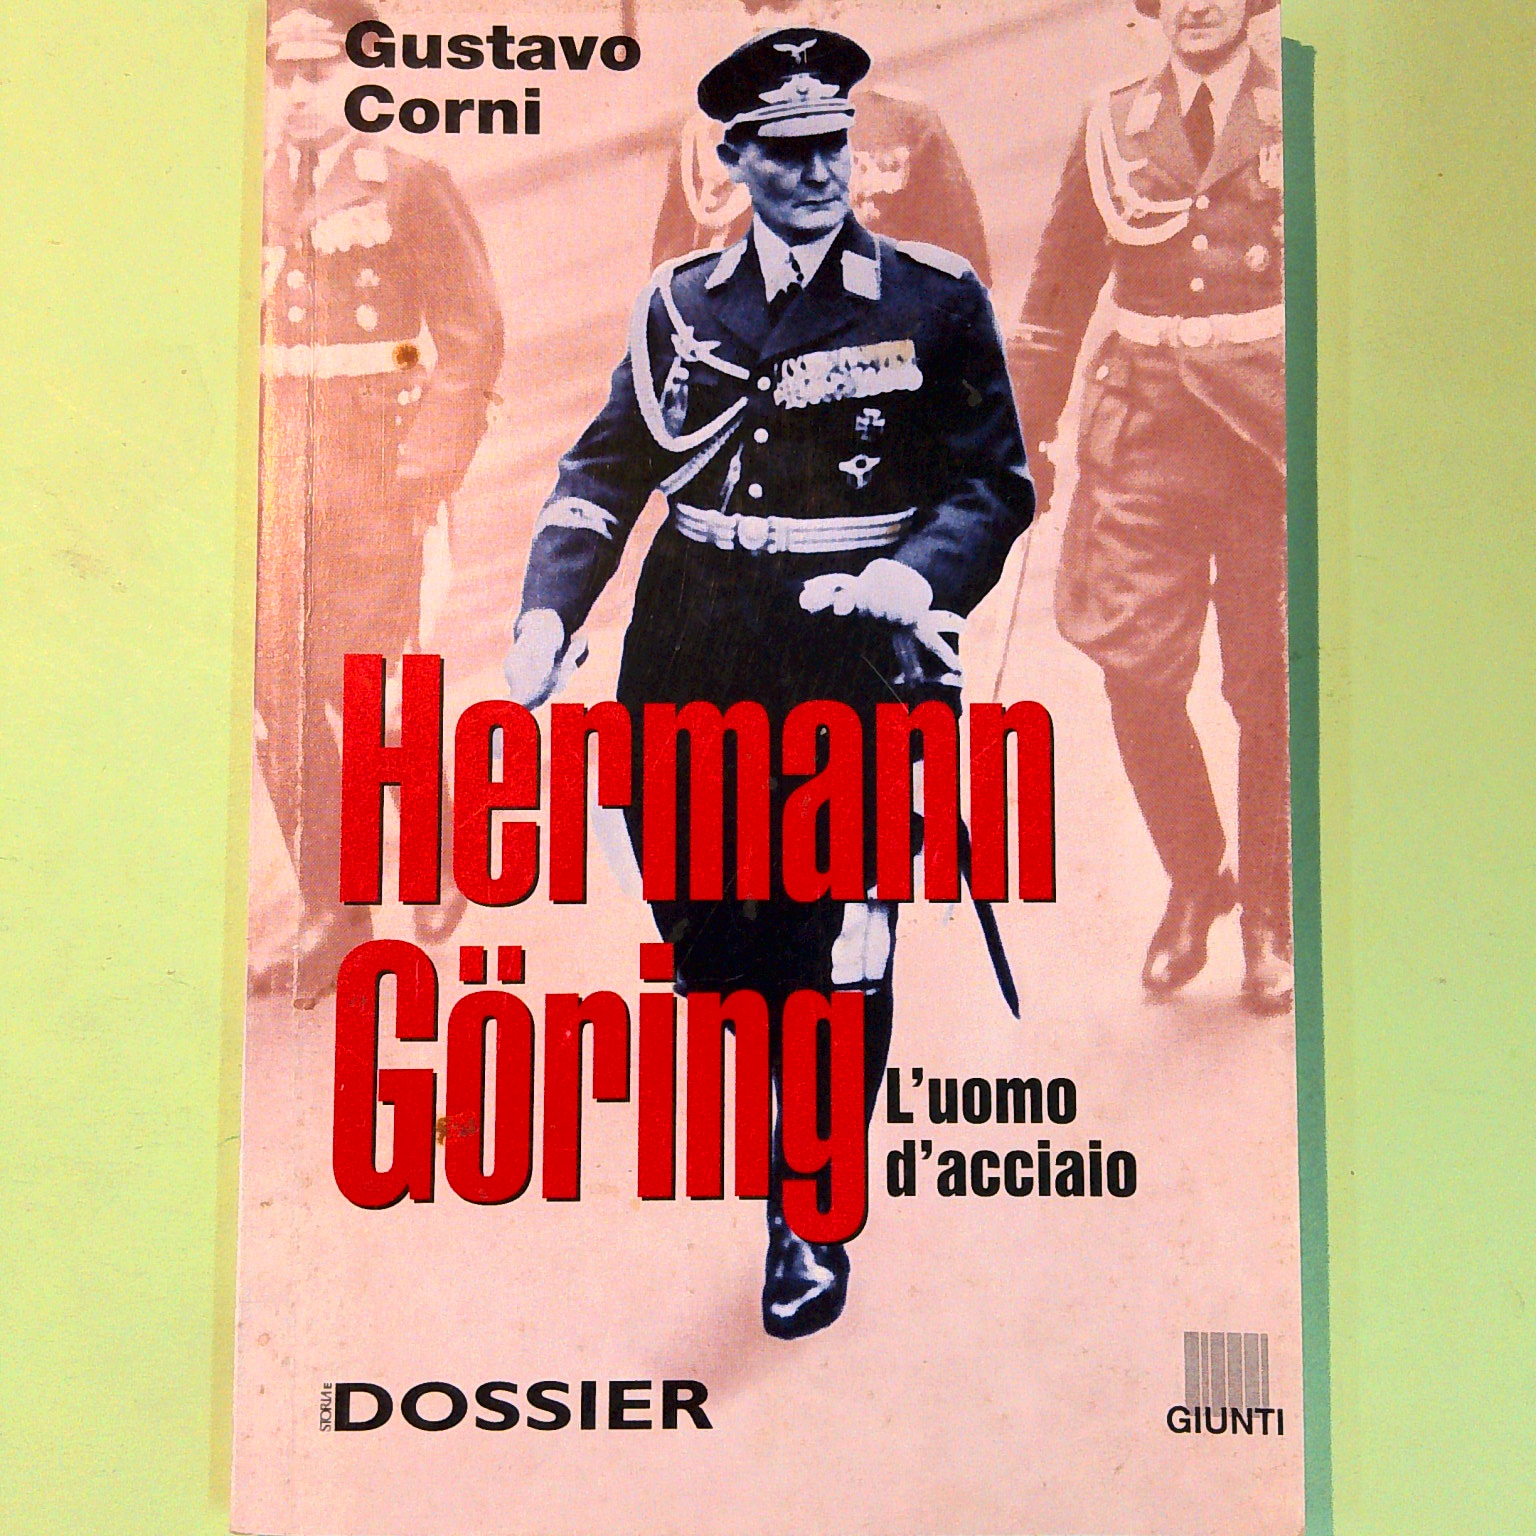 Gustavo
Corni
Hermann
Göring
L'uomo
d'acciaio
STORIA E
DOSSIER
GIUNTI